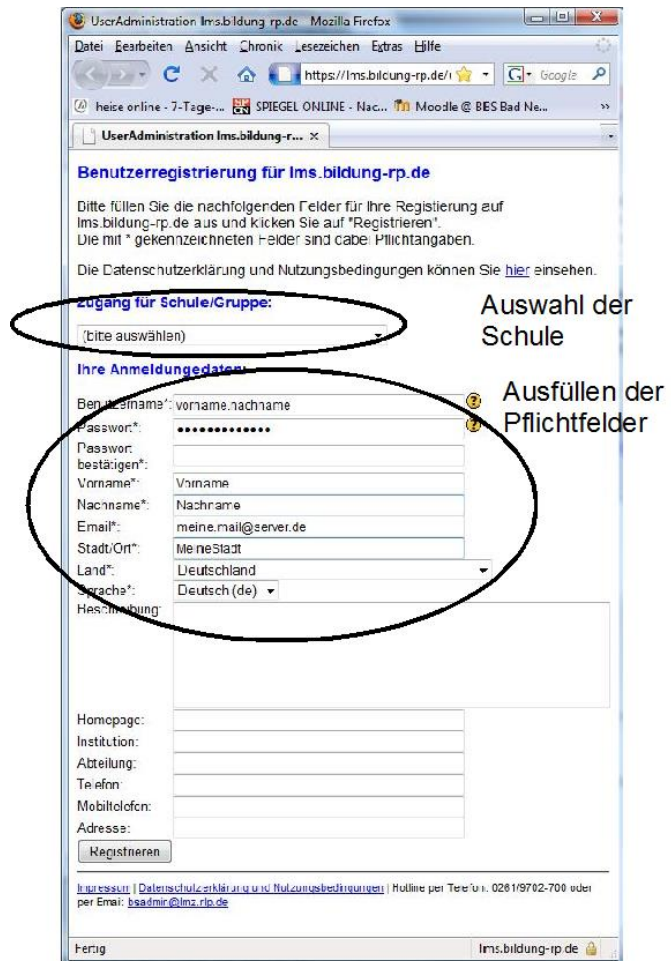 UserAdministration lms.bildung-rp.de - Mozilla Firefox
Datei Bearbeiten Ansicht Chronik Lesezeichen Extras Hilfe
https://lms.bildung-rp.de/ Google
heise online - 7-Tage-... SPIEGEL ONLINE - Nac... Moodle @ BES Bad Ne... »
UserAdministration lms.bildung-r...
Benutzerregistrierung für lms.bildung-rp.de
Bitte füllen Sie die nachfolgenden Felder für Ihre Registierung auf
lms.bildung-rp.de aus und klicken Sie auf "Registrieren".
Die mit * gekennzeichneten Felder sind dabei Pflichtangaben.
Die Datenschutzerklärung und Nutzungsbedingungen können Sie hier einsehen.
Zugang für Schule/Gruppe:
(bitte auswählen)
Auswahl der
Schule
Ihre Anmeldungedaten:
Ausfüllen der
Pflichtfelder
Benutzername*: vorname.nachname
Passwort*: •••••••••••••
Passwort
bestätigen*:
Vorname*: Vorname
Nachname*: Nachname
Email*: meine.mail@server.de
Stadt/Ort*: MeineStadt
Land*: Deutschland
Sprache*: Deutsch (de)
Beschreibung:
Homepage:
Institution:
Abteilung:
Telefon:
Mobiltelefon:
Adresse:
Registrieren
Impressum | Datenschutzerklärung und Nutzungsbedingungen | Hotline per Telefon: 0261/9702-700 oder
per Email: bsadmin@lmz.rlp.de
Fertig lms.bildung-rp.de